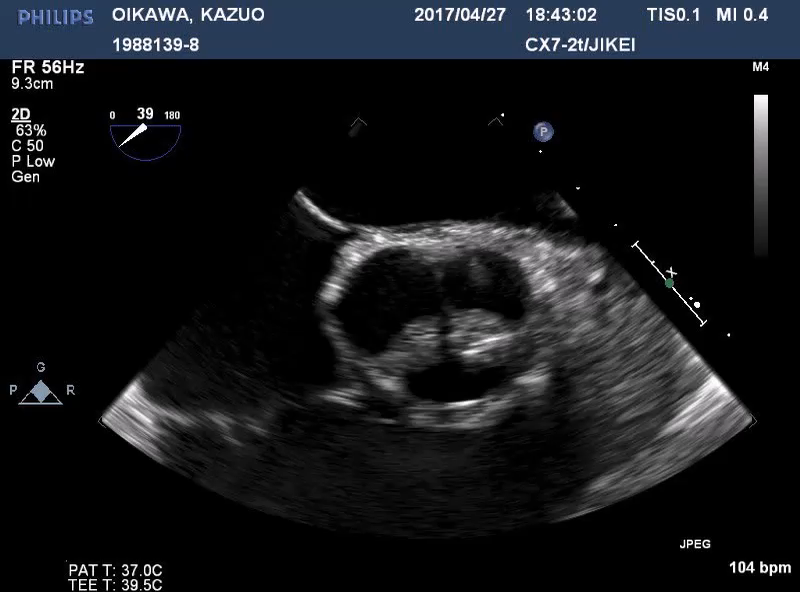 PHILIPS OIKAWA, KAZUO 2017/04/27 18:43:02 TIS0.1 MI 0.4
1988139-8 CX7-2t/JIKEI
FR 56Hz M4
9.3cm
2D 0 39 180
63% P
C 50
P Low
Gen
X
G
P R
JPEG
PAT T: 37.0C 104 bpm
TEE T: 39.5C